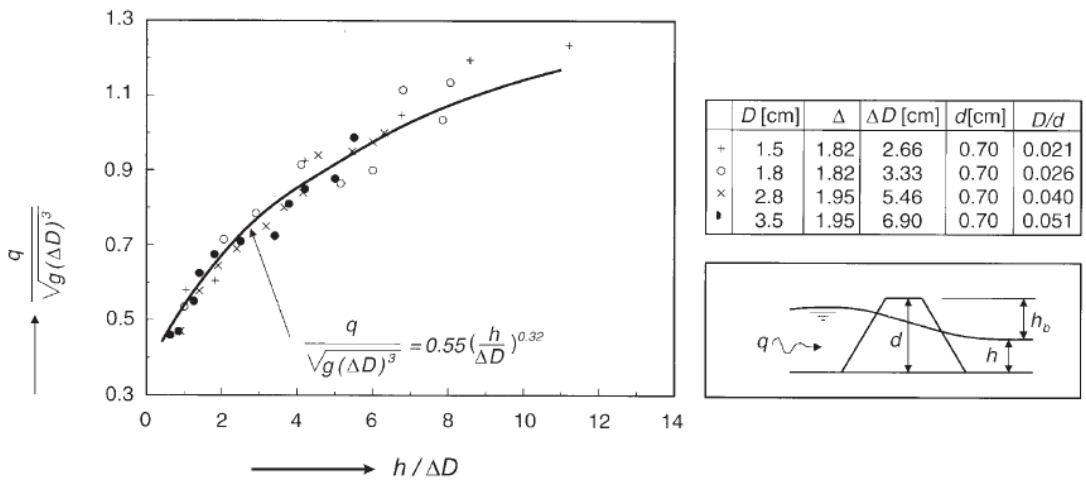 1.3
1.1
0.9
0.7
0.5
0.3
q
√g(ΔD)³
q
√g(ΔD)³ = 0.55(h/ΔD)^0.32
0 2 4 6 8 10 12 14
h/ΔD
D [cm] Δ ΔD [cm] d[cm] D/d
+ 1.5 1.82 2.66 0.70 0.021
○ 1.8 1.82 3.33 0.70 0.026
× 2.8 1.95 5.46 0.70 0.040
● 3.5 1.95 6.90 0.70 0.051
q
d
h_b
h